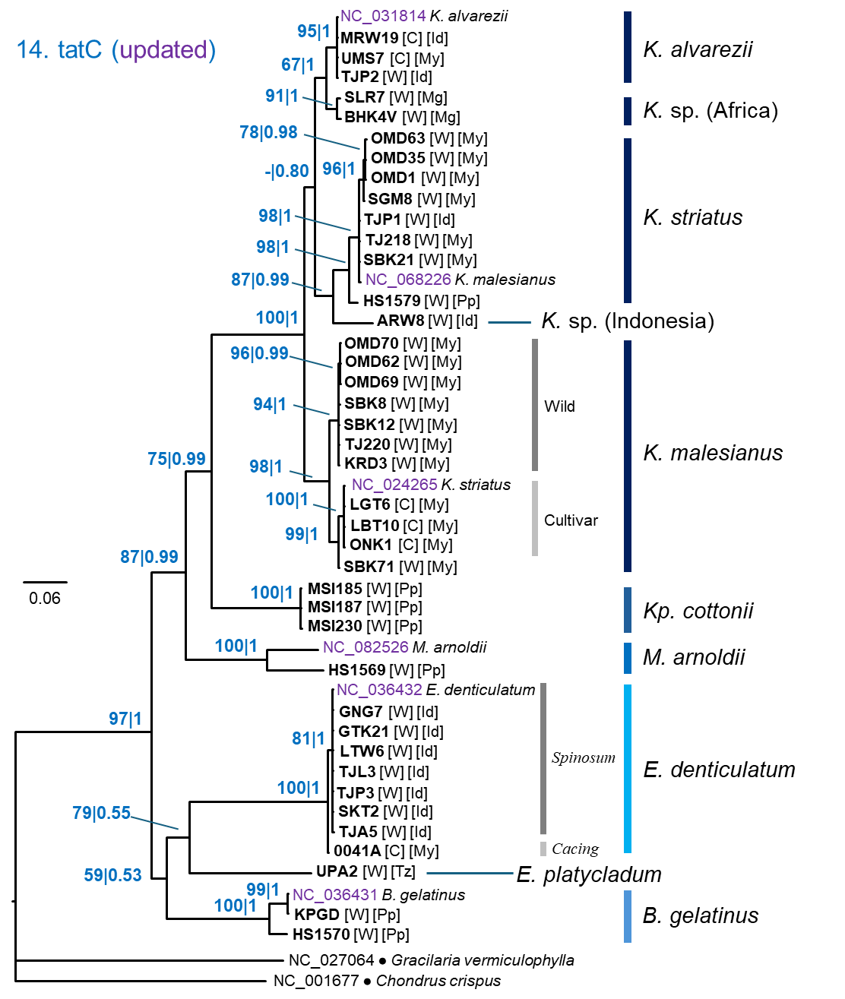 14. tatC (updated)
NC_031814 K. alvarezii
95|1
MRW19 [C] [Id]
K. alvarezii
67|1
UMS7 [C] [My]
TJP2 [W] [Id]
91|1
SLR7 [W] [Mg]
K. sp. (Africa)
BHK4V [W] [Mg]
78|0.98
OMD63 [W] [My]
OMD35 [W] [My]
-|0.80
96|1
OMD1 [W] [My]
SGM8 [W] [My]
98|1
TJP1 [W] [Id]
K. striatus
98|1
TJ218 [W] [My]
SBK21 [W] [My]
87|0.99
NC_068226 K. malesianus
HS1579 [W] [Pp]
100|1
ARW8 [W] [Id]
K. sp. (Indonesia)
96|0.99
OMD70 [W] [My]
OMD62 [W] [My]
OMD69 [W] [My]
94|1
SBK8 [W] [My]
Wild
SBK12 [W] [My]
TJ220 [W] [My]
K. malesianus
75|0.99
KRD3 [W] [My]
98|1
NC_024265 K. striatus
100|1
LGT6 [C] [My]
Cultivar
99|1
LBT10 [C] [My]
ONK1 [C] [My]
87|0.99
SBK71 [W] [My]
0.06
100|1
MSI185 [W] [Pp]
MSI187 [W] [Pp]
Kp. cottonii
MSI230 [W] [Pp]
100|1
NC_082526 M. arnoldii
M. arnoldii
HS1569 [W] [Pp]
NC_036432 E. denticulatum
97|1
GNG7 [W] [Id]
81|1
GTK21 [W] [Id]
LTW6 [W] [Id]
Spinosum
TJL3 [W] [Id]
E. denticulatum
100|1
TJP3 [W] [Id]
79|0.55
SKT2 [W] [Id]
TJA5 [W] [Id]
0041A [C] [My]
Cacing
59|0.53
UPA2 [W] [Tz]
E. platycladum
99|1
NC_036431 B. gelatinus
100|1
KPGD [W] [Pp]
B. gelatinus
HS1570 [W] [Pp]
NC_027064 ● Gracilaria vermiculophylla
NC_001677 ● Chondrus crispus